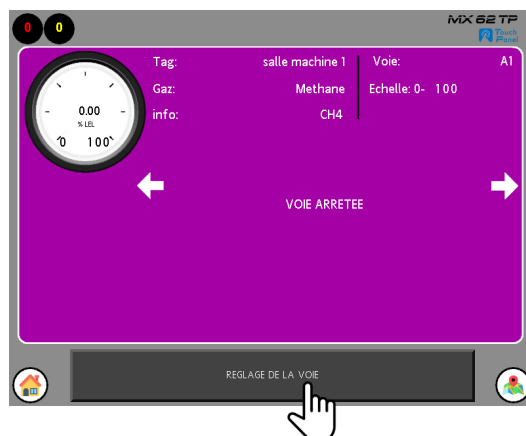 0 0
MX 62 TP
Touch
Panel
Tag: salle machine 1 Voie: A1
Gaz: Methane Echelle: 0- 100
info: CH4
0.00
% LEL
0 100
VOIE ARRETEE
REGLAGE DE LA VOIE